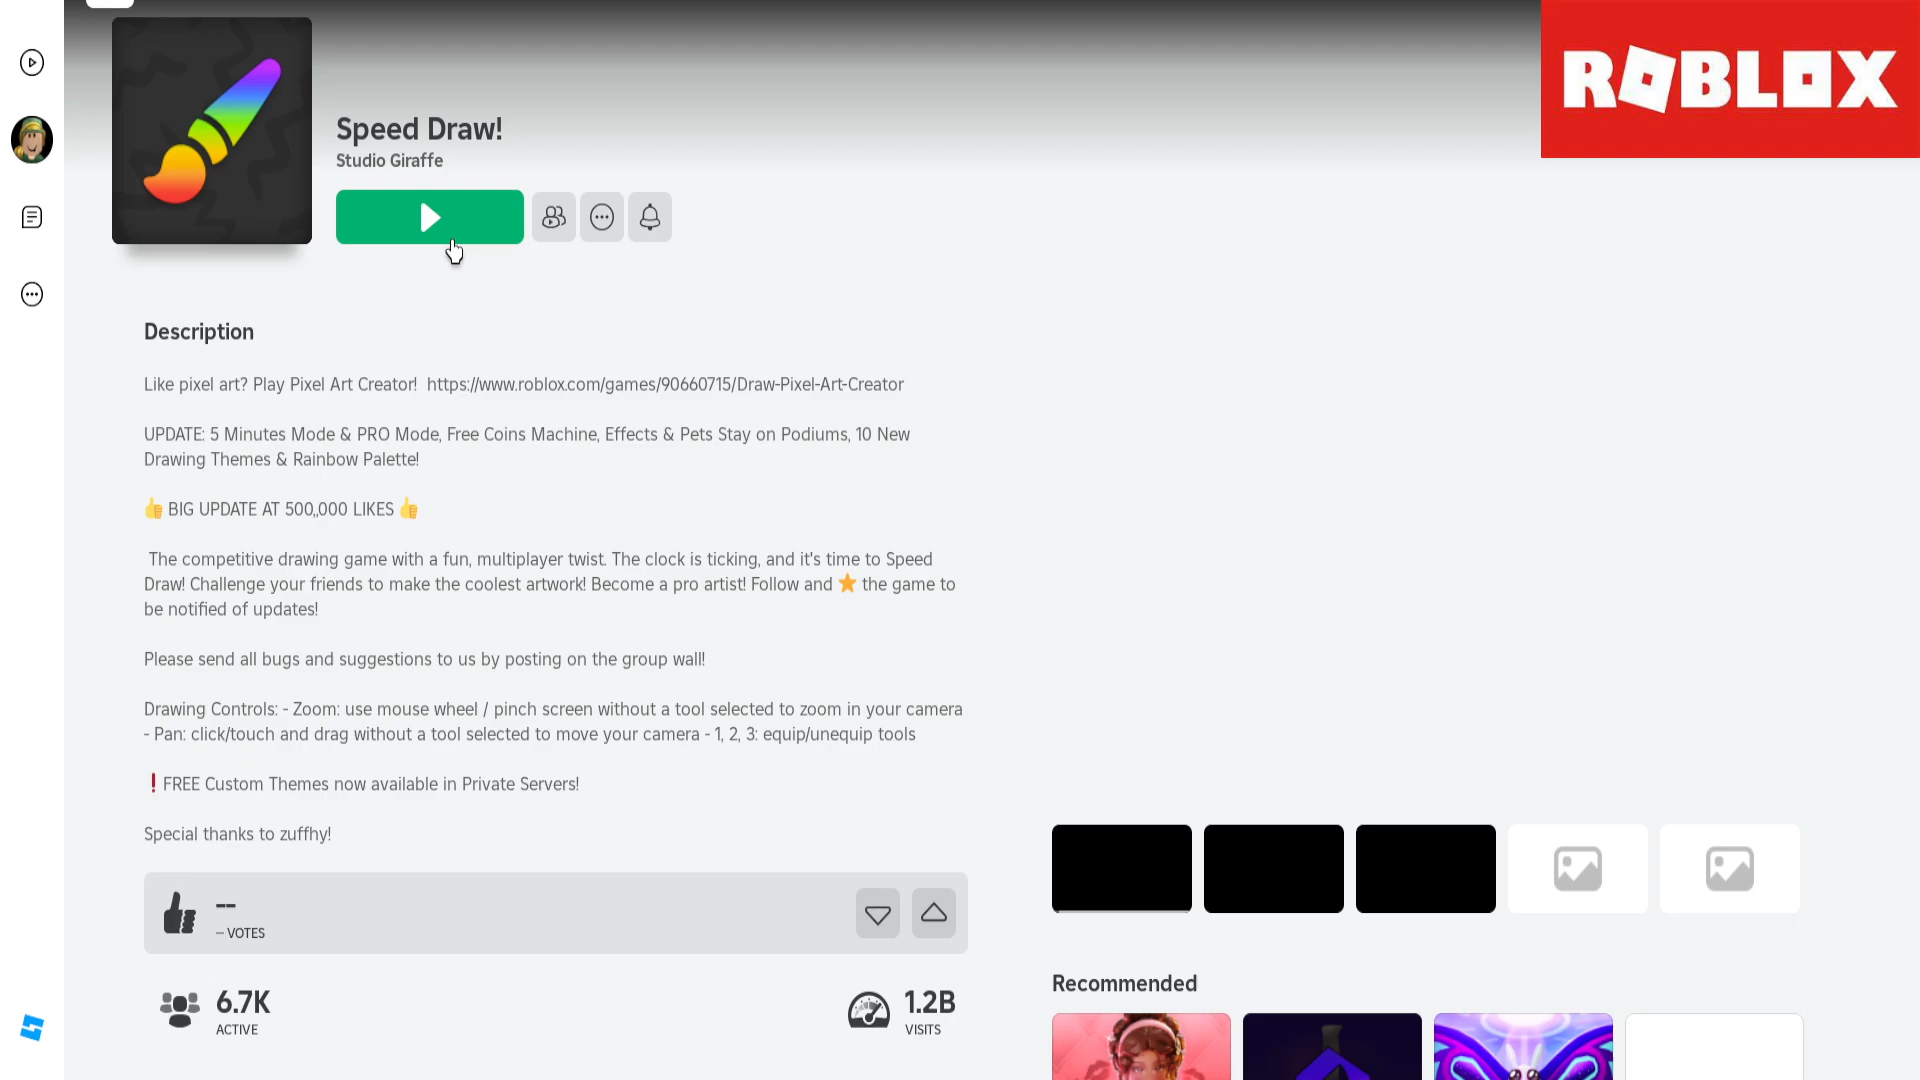 ROBLOX
Speed Draw!
Studio Giraffe
Description
Like pixel art? Play Pixel Art Creator!  https://www.roblox.com/games/90660715/Draw-Pixel-Art-Creator
UPDATE: 5 Minutes Mode & PRO Mode, Free Coins Machine, Effects & Pets Stay on Podiums, 10 New
Drawing Themes & Rainbow Palette!
👍 BIG UPDATE AT 500,,000 LIKES 👍
The competitive drawing game with a fun, multiplayer twist. The clock is ticking, and it's time to Speed
Draw! Challenge your friends to make the coolest artwork! Become a pro artist! Follow and ⭐ the game to
be notified of updates!
Please send all bugs and suggestions to us by posting on the group wall!
Drawing Controls: - Zoom: use mouse wheel / pinch screen without a tool selected to zoom in your camera
- Pan: click/touch and drag without a tool selected to move your camera - 1, 2, 3: equip/unequip tools
❗FREE Custom Themes now available in Private Servers!
Special thanks to zuffhy!
--
-- VOTES
6.7K
ACTIVE
1.2B
VISITS
Recommended